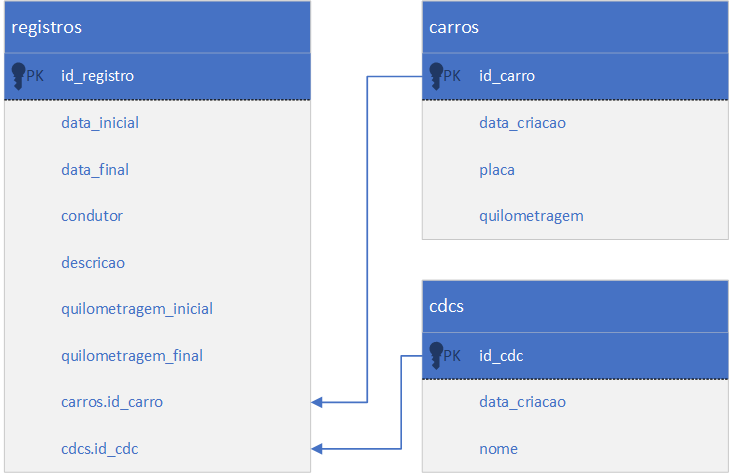 registros
PK id_registro
data_inicial
data_final
condutor
descricao
quilometragem_inicial
quilometragem_final
carros.id_carro
cdcs.id_cdc
carros
PK id_carro
data_criacao
placa
quilometragem
cdcs
PK id_cdc
data_criacao
nome